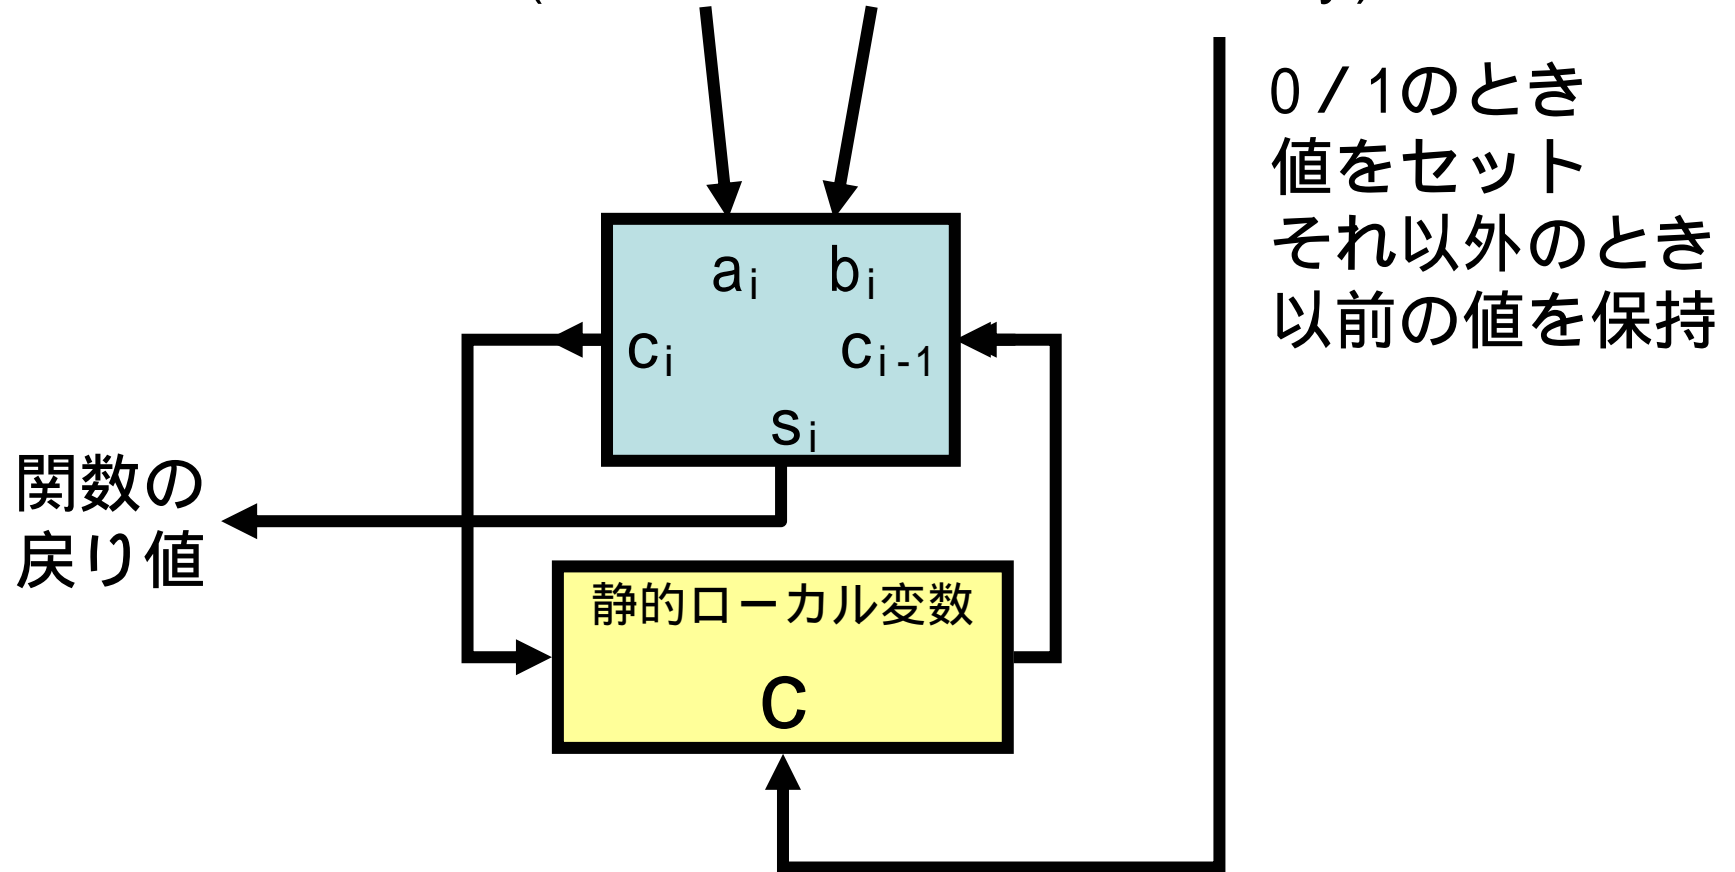 0/1のとき
値をセット
それ以外のとき
以前の値を保持
ai bi
ci ci-1
si
関数の
戻り値
静的ローカル変数
c